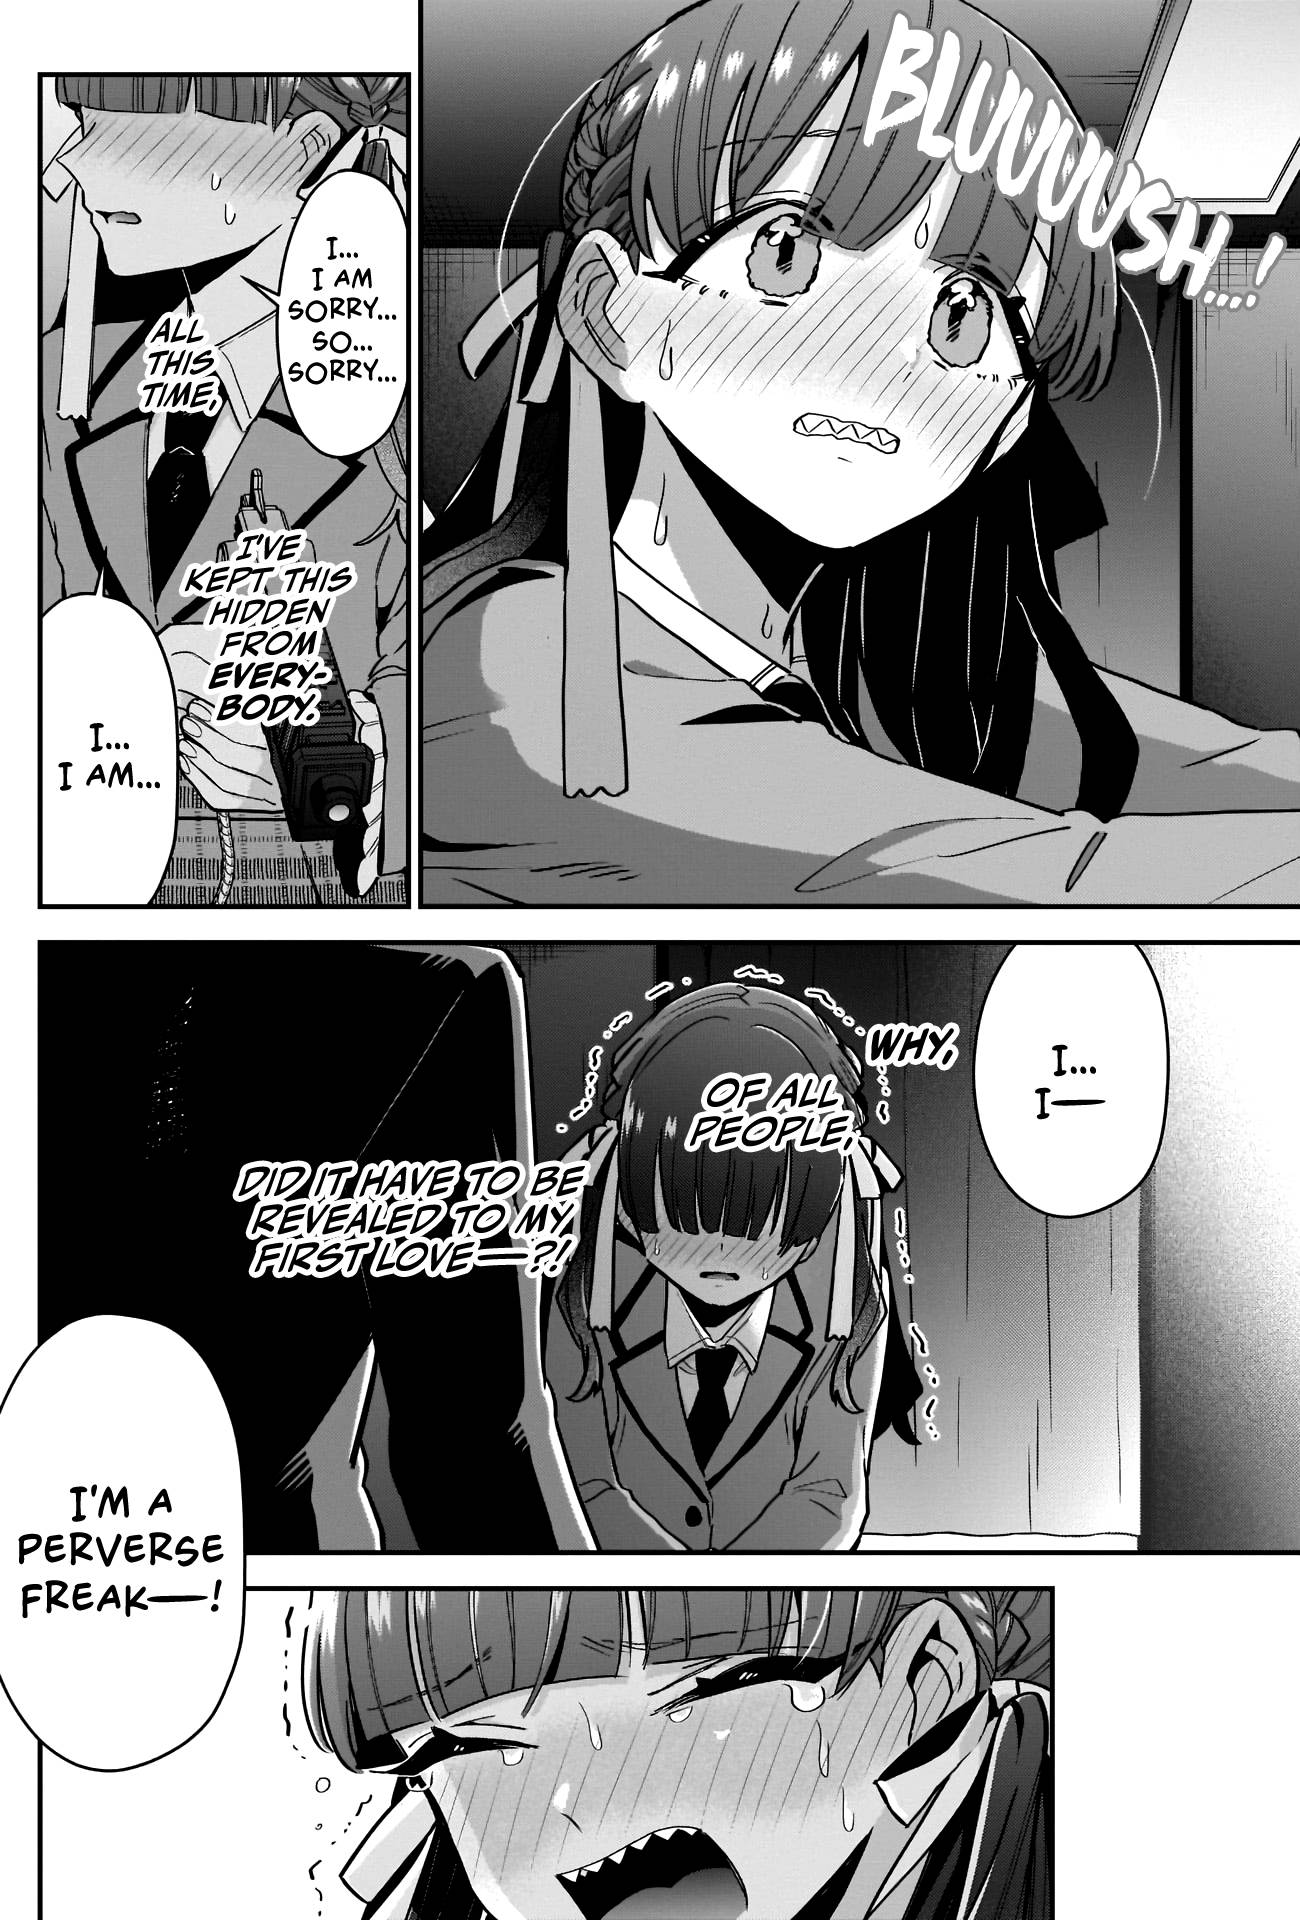 BLUUUUUSH...!
I...
I AM
SORRY...
SO...
SORRY...
ALL
THIS
TIME,
I'VE
KEPT THIS
HIDDEN
FROM
EVERY-
BODY.
I...
I AM...
I...
I—
WHY,
OF ALL
PEOPLE,
DID IT HAVE TO BE
REVEALED TO MY
FIRST LOVE—?!
I'M A
PERVERSE
FREAK—!